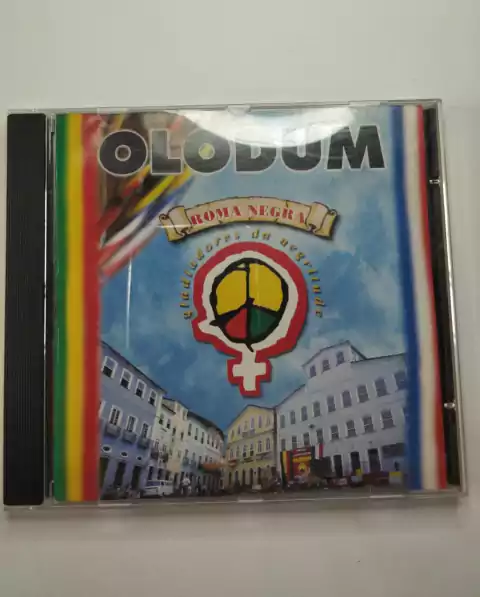 OLODUM
ROMA NEGRA
gladiadores da negritude